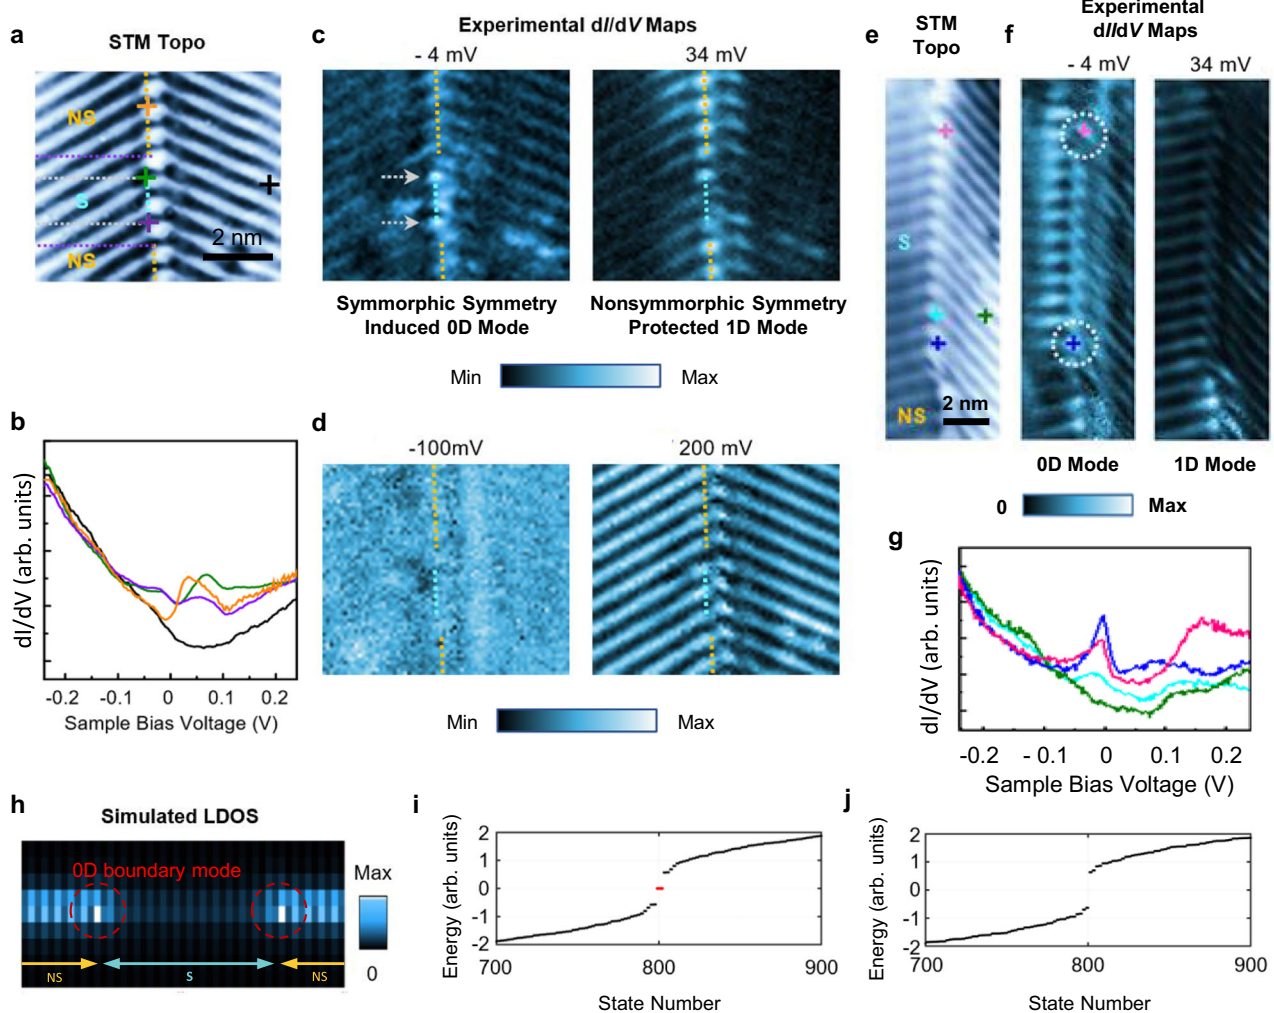 a
STM Topo
NS
S
NS
2 nm
c
Experimental dI/dV Maps
- 4 mV
34 mV
Symmorphic Symmetry
Induced 0D Mode
Nonsymmorphic Symmetry
Protected 1D Mode
Min
Max
e
STM
Topo
S
NS
2 nm
f
Experimental
dI/dV Maps
- 4 mV
34 mV
0D Mode
1D Mode
0
Max
b
dI/dV (arb. units)
-0.2
-0.1
0
0.1
0.2
Sample Bias Voltage (V)
d
-100mV
200 mV
Min
Max
g
dI/dV (arb. units)
-0.2
- 0.1
0
0.1
0.2
Sample Bias Voltage (V)
h
Simulated LDOS
0D boundary mode
NS
S
NS
Max
0
i
Energy (arb. units)
2
1
0
-1
-2
700
800
900
State Number
j
Energy (arb. units)
2
1
0
-1
-2
700
800
900
State Number